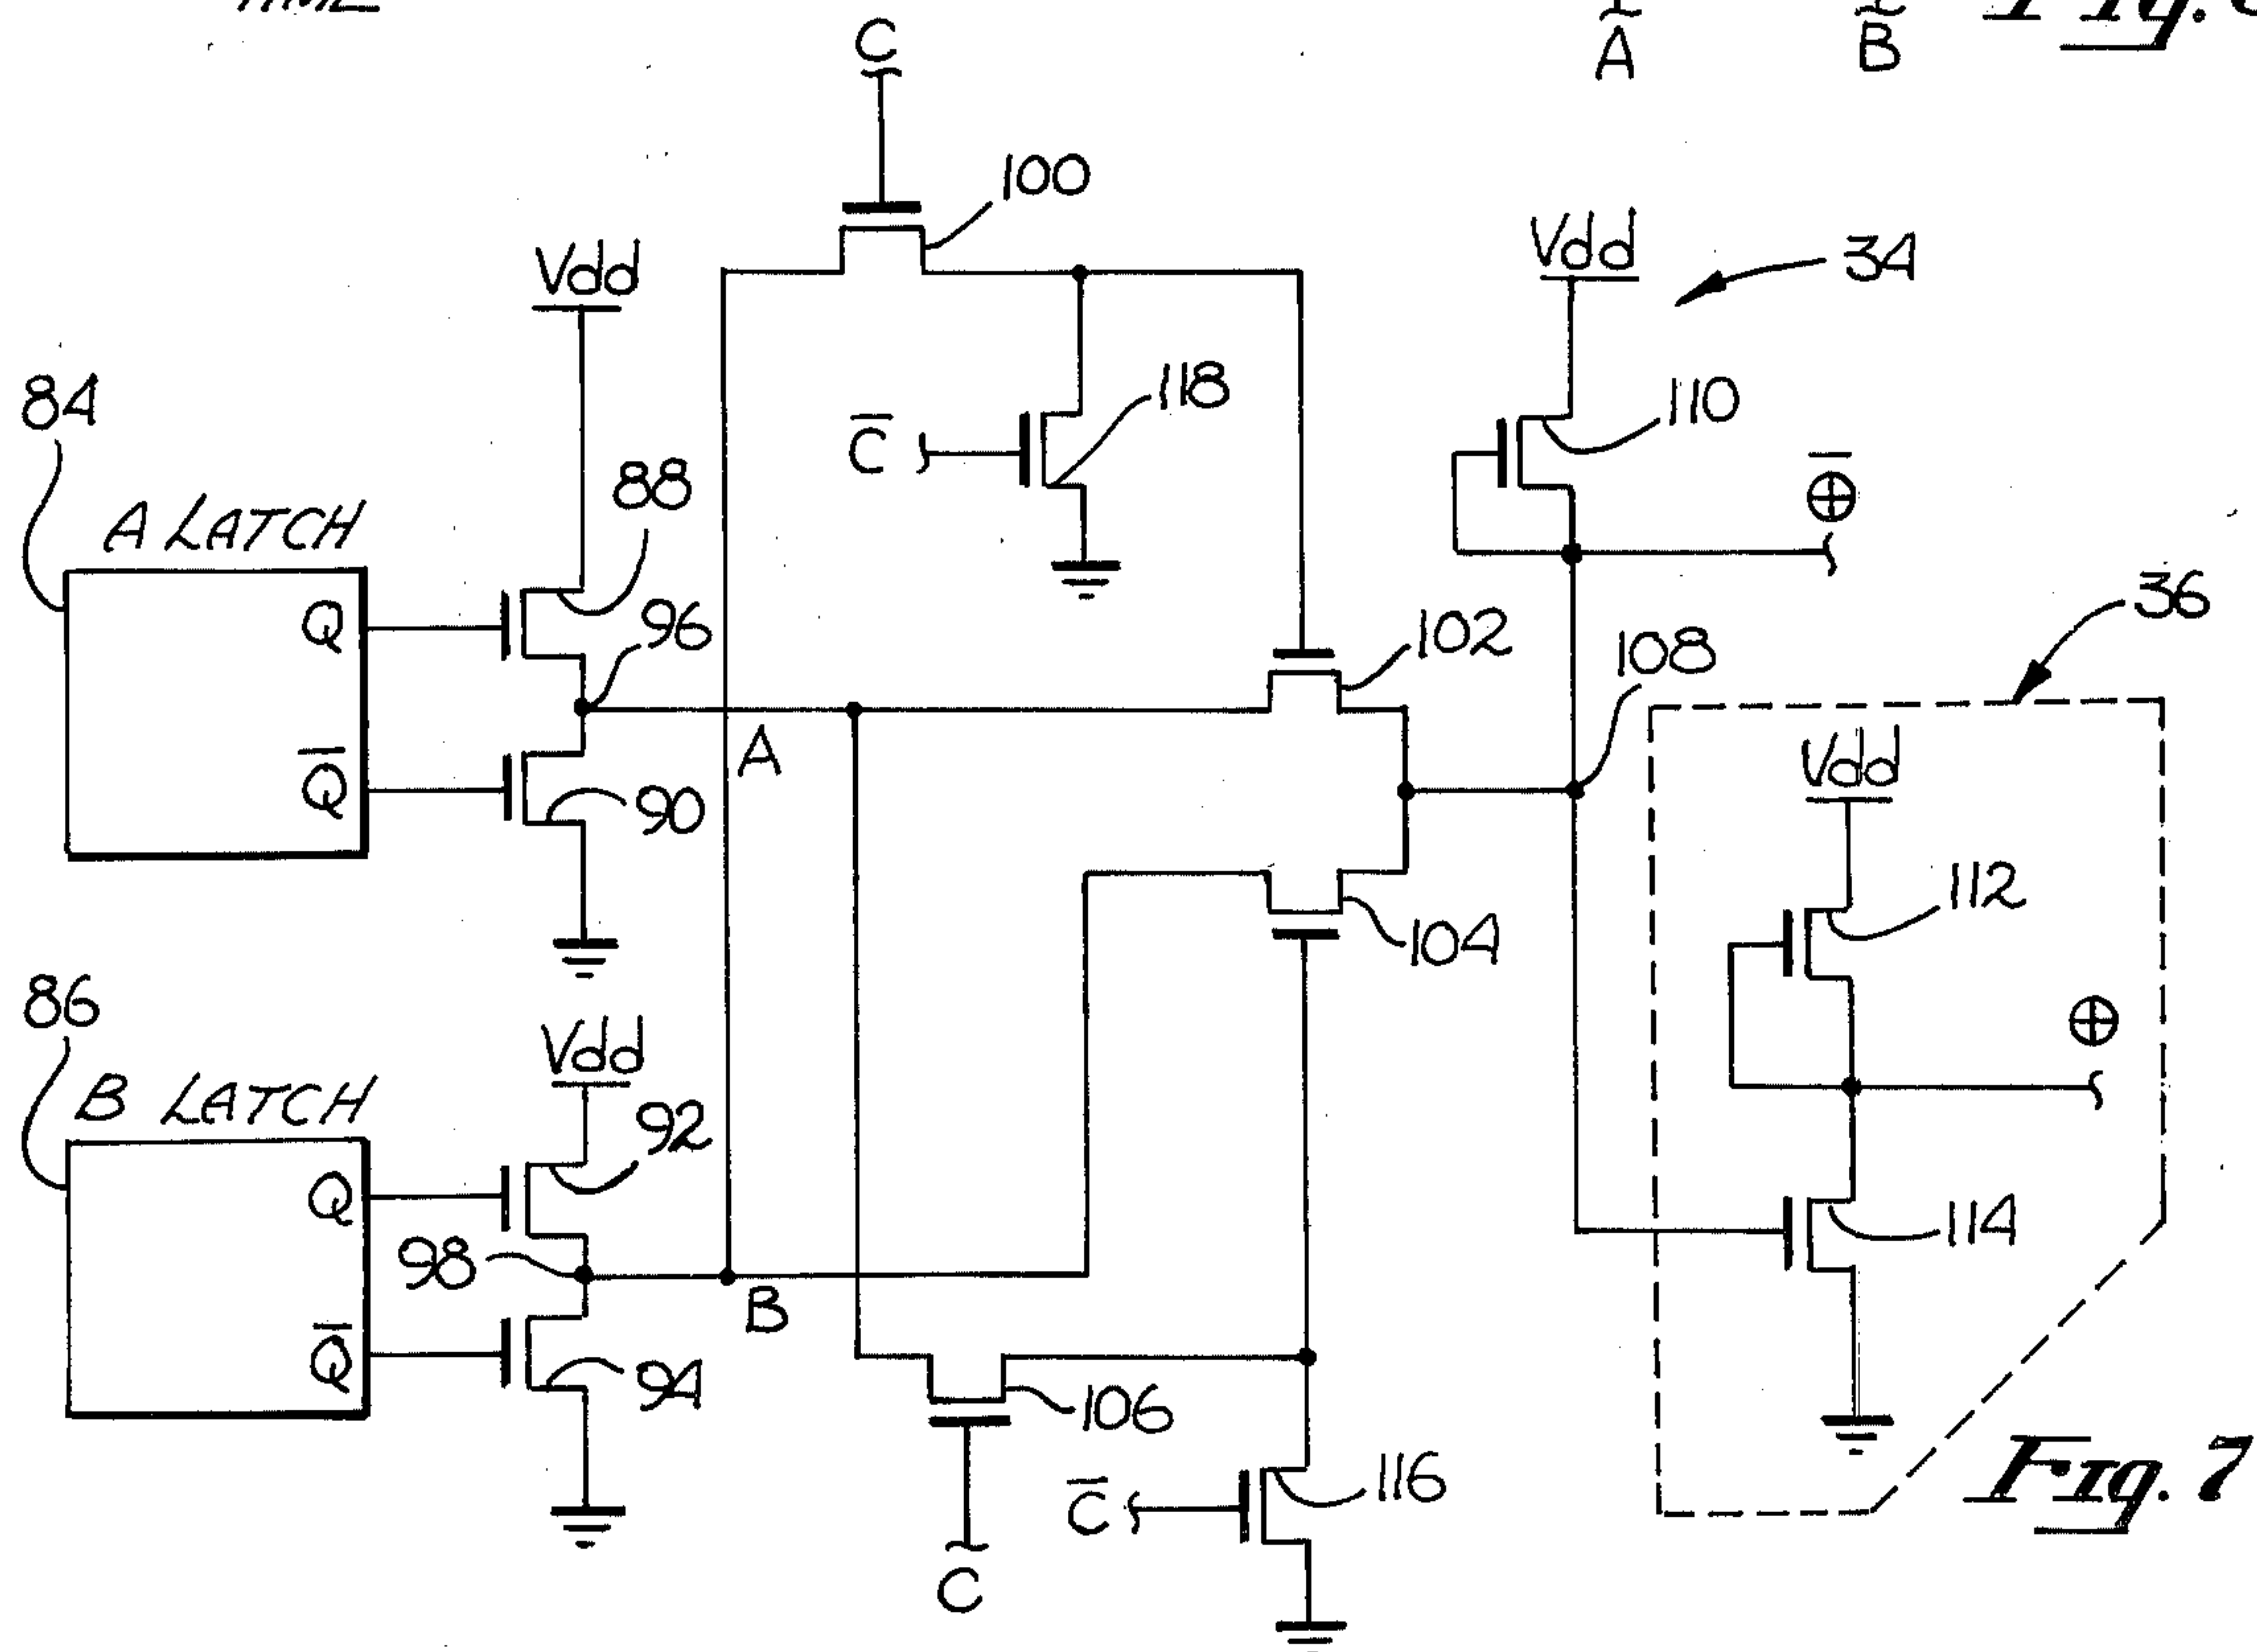 TIME
A
B
C
100
Vdd
Vdd
34
118
C̅
110
84
88
⊕̅
A LATCH
96
36
Q
102
108
A
Vdd
Q̅
90
112
104
86
Vdd
⊕
B LATCH
92
Q
114
98
B
Q̅
94
106
C̅
116
Fig. 7
C